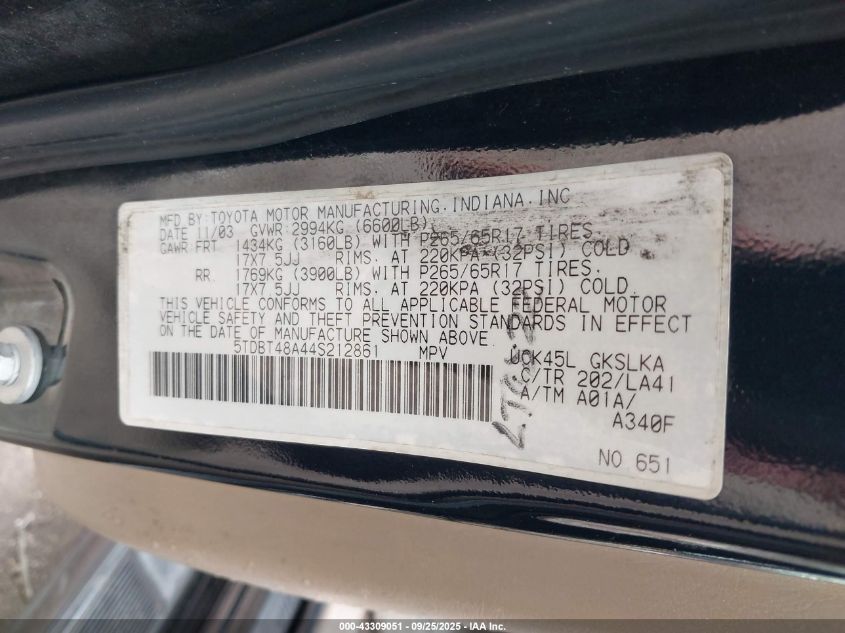 MFD BY: TOYOTA MOTOR MANUFACTURING, INDIANA, INC
DATE 11/03 GVWR 2994KG (6600LB)
GAWR FRT 1434KG (3160LB) WITH P265/65R17 TIRES.
17X7.5JJ RIMS. AT 220KPA (32PSI) COLD
RR 1769KG (3900LB) WITH P265/65R17 TIRES.
17X7.5JJ RIMS. AT 220KPA (32PSI) COLD.
THIS VEHICLE CONFORMS TO ALL APPLICABLE FEDERAL MOTOR
VEHICLE SAFETY AND THEFT PREVENTION STANDARDS IN EFFECT
ON THE DATE OF MANUFACTURE SHOWN ABOVE.
5TDBT48A44S212861 MPV UCK45L GKSLKA
C/TR 202/LA41
A/TM A01A/
A340F
NO 651
000-43309051 - 09/25/2025 - IAA Inc.